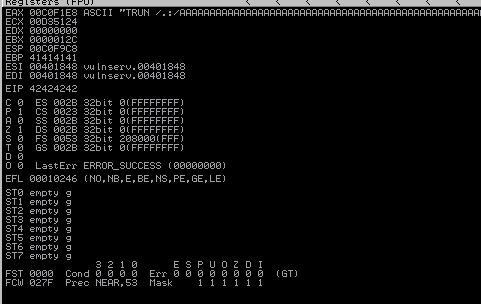 Registers (FPU) < < < < < <
EAX 00C0F1E8 ASCII "TRUN /.:/AAAAAAAAAAAAAAAAAAAAAAAAAAAAAAAAAAAAAAAAAAAAA
ECX 00D35124
EDX 00000000
EBX 0000012C
ESP 00C0F9C8
EBP 41414141
ESI 00401848 vulnserv.00401848
EDI 00401848 vulnserv.00401848
EIP 42424242
C 0 ES 002B 32bit 0(FFFFFFFF)
P 1 CS 0023 32bit 0(FFFFFFFF)
A 0 SS 002B 32bit 0(FFFFFFFF)
Z 1 DS 002B 32bit 0(FFFFFFFF)
S 0 FS 0053 32bit 208000(FFF)
T 0 GS 002B 32bit 0(FFFFFFFF)
D 0
O 0 LastErr ERROR_SUCCESS (00000000)
EFL 00010246 (NO,NB,E,BE,NS,PE,GE,LE)
ST0 empty g
ST1 empty g
ST2 empty g
ST3 empty g
ST4 empty g
ST5 empty g
ST6 empty g
ST7 empty g
3 2 1 0 E S P U O Z D I
FST 0000 Cond 0 0 0 0 Err 0 0 0 0 0 0 0 0 (GT)
FCW 027F Prec NEAR,53 Mask 1 1 1 1 1 1